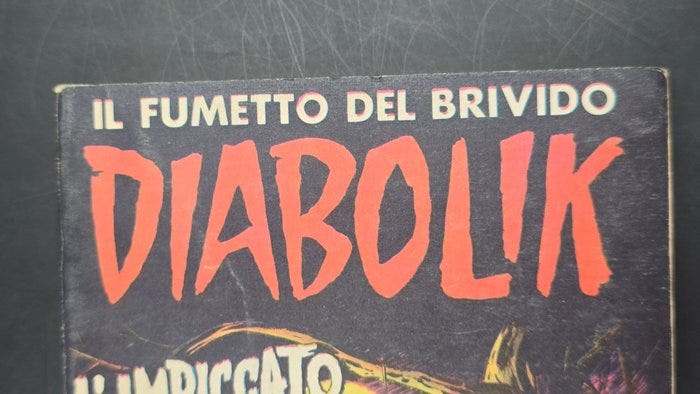 IL FUMETTO DEL BRIVIDO
DIABOLIK
L'IMPICCATO